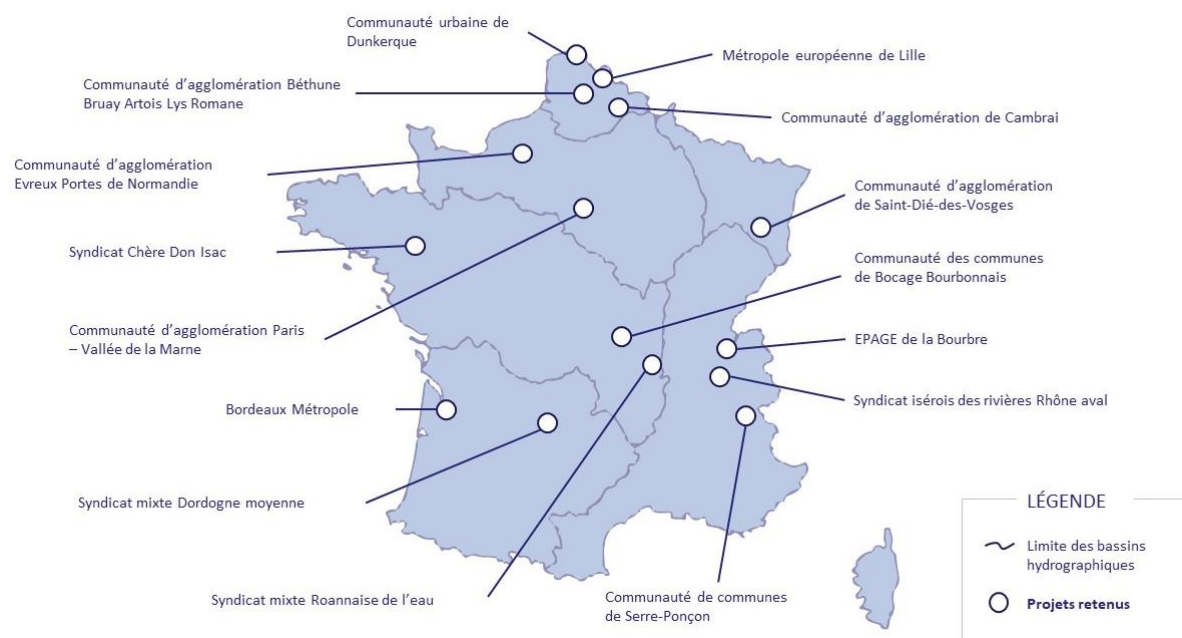 Communauté urbaine de
Dunkerque
Métropole européenne de Lille
Communauté d’agglomération Béthune
Bruay Artois Lys Romane
Communauté d’agglomération de Cambrai
Communauté d’agglomération
Evreux Portes de Normandie
Communauté d’agglomération
de Saint-Dié-des-Vosges
Syndicat Chère Don Isac
Communauté des communes
de Bocage Bourbonnais
Communauté d’agglomération Paris
– Vallée de la Marne
EPAGE de la Bourbre
Syndicat isérois des rivières Rhône aval
Bordeaux Métropole
Syndicat mixte Dordogne moyenne
Syndicat mixte Roannaise de l’eau
Communauté de communes
de Serre-Ponçon
LÉGENDE
Limite des bassins
hydrographiques
Projets retenus